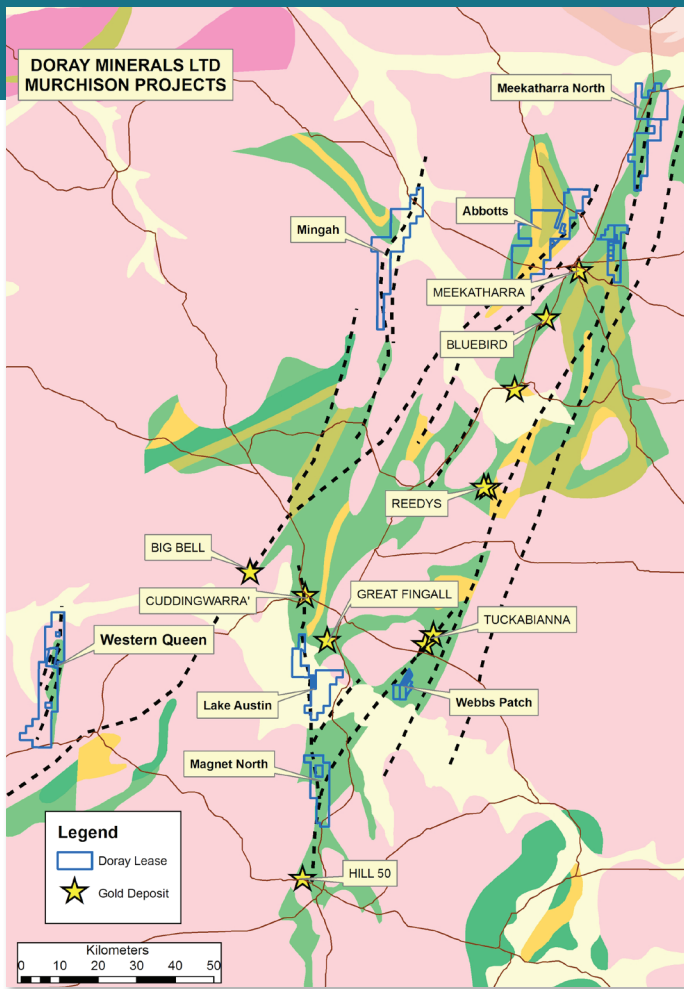 DORAY MINERALS LTD
MURCHISON PROJECTS
Meekatharra North
Abbotts
Mingah
MEEKATHARRA
BLUEBIRD
REEDYS
BIG BELL
CUDDINGWARRA'
GREAT FINGALL
TUCKABIANNA
Western Queen
Lake Austin
Webbs Patch
Magnet North
HILL 50
Legend
Doray Lease
Gold Deposit
Kilometers
0 10 20 30 40 50